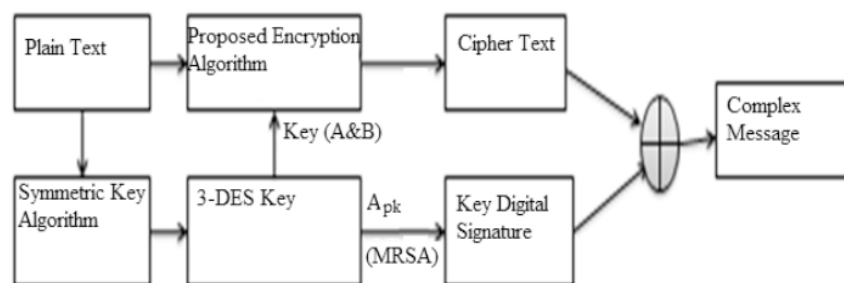 Plain Text
Proposed Encryption
Algorithm
Cipher Text
Complex
Message
Key (A&B)
Symmetric Key
Algorithm
3-DES Key
Apk
(MRSA)
Key Digital
Signature